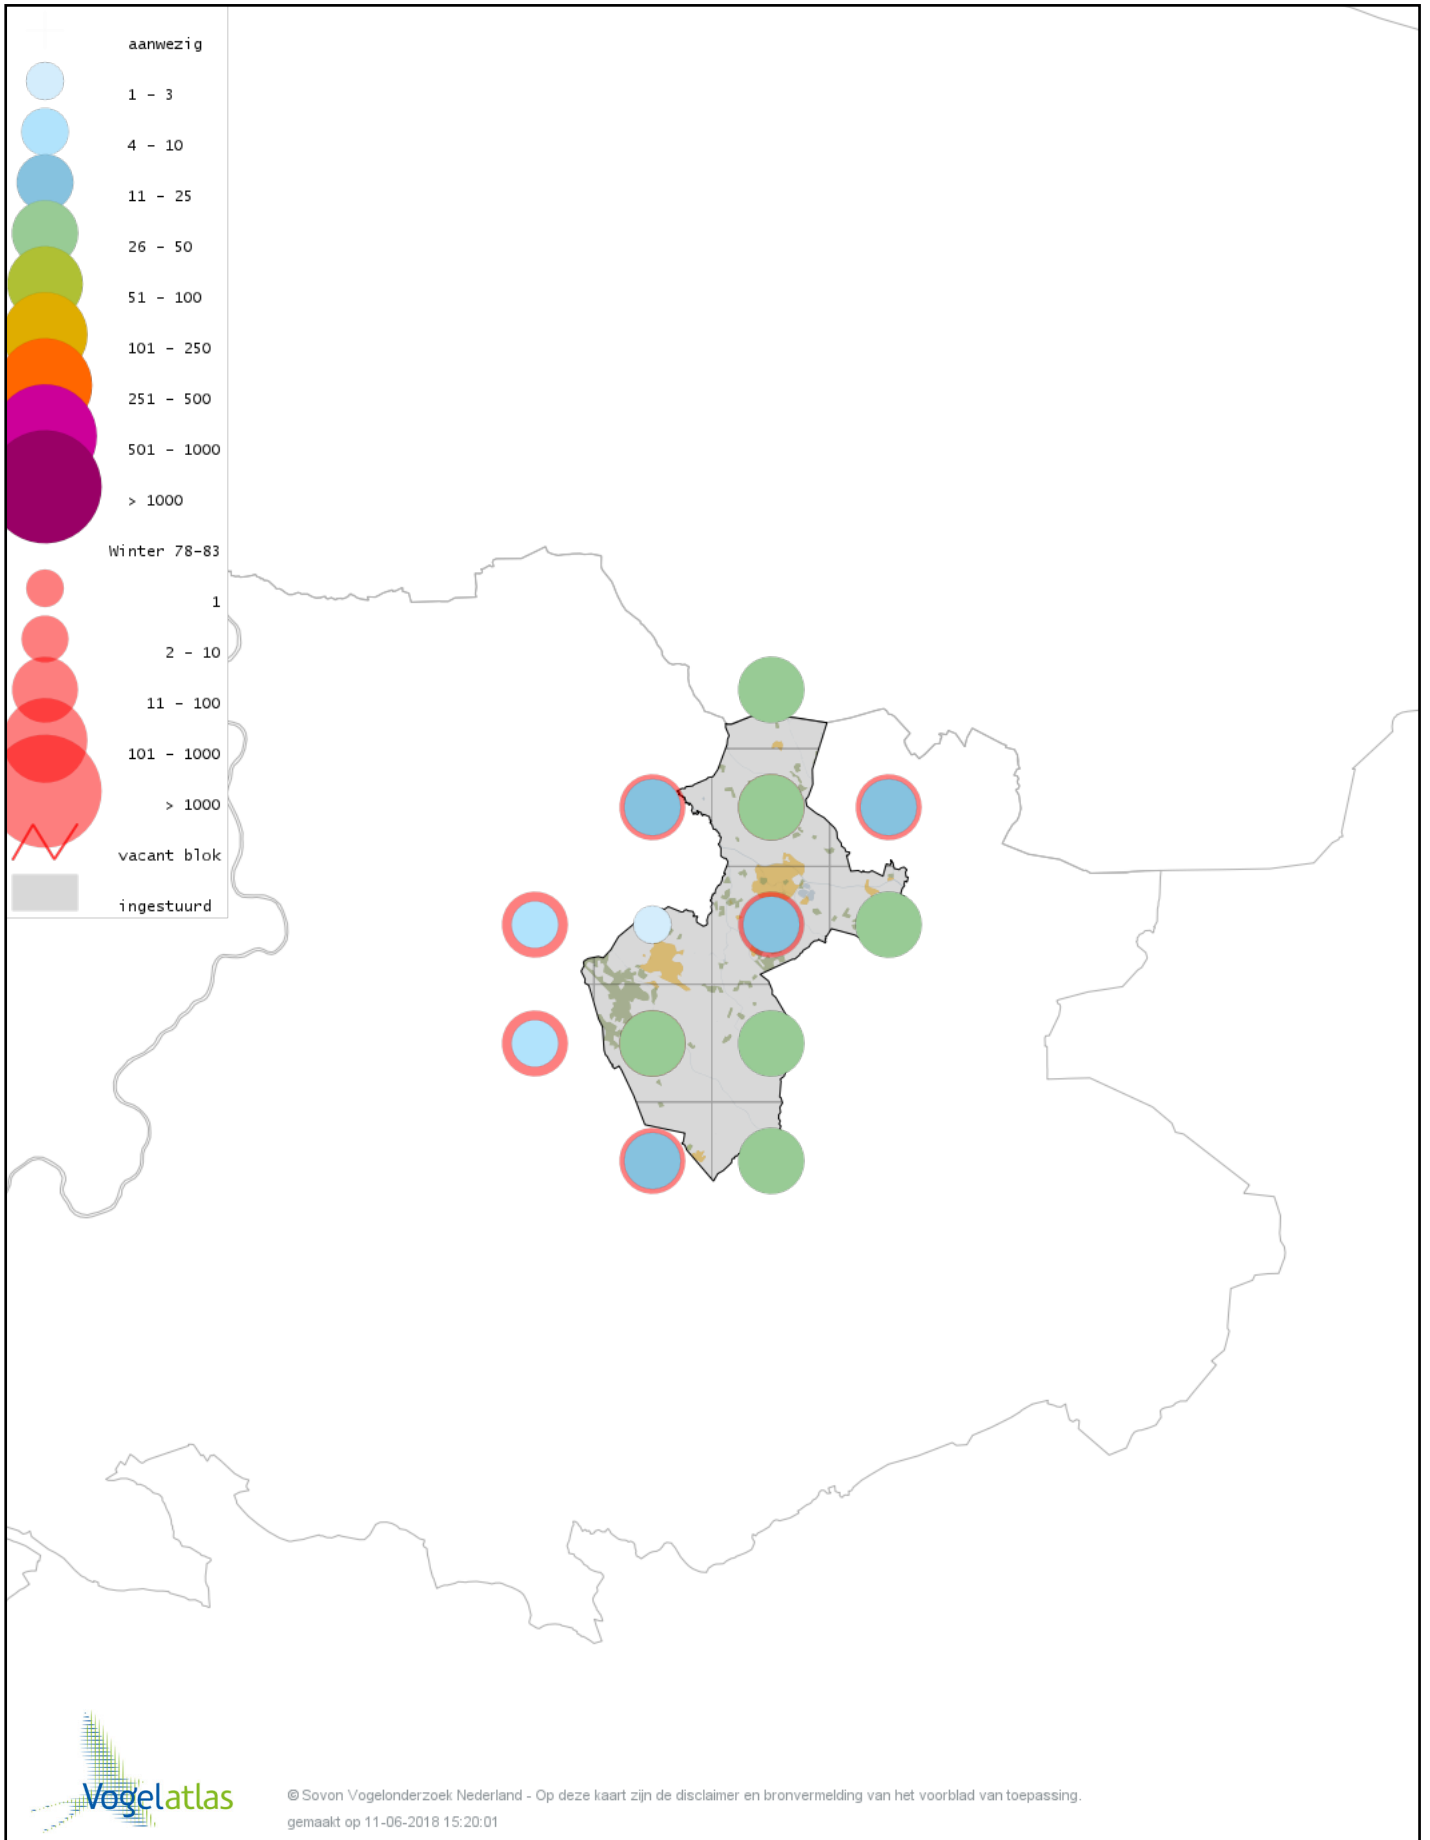 aanwezig
1 - 3
4 - 10
11 - 25
26 - 50
51 - 100
101 - 250
251 - 500
501 - 1000
> 1000
Winter 78-83
1
2 - 10
11 - 100
101 - 1000
> 1000
vacant blok
ingestuurd
Vogelatlas
© Sovon Vogelonderzoek Nederland - Op deze kaart zijn de disclaimer en bronvermelding van het voorblad van toepassing.
gemaakt op 11-06-2018 15:20:01